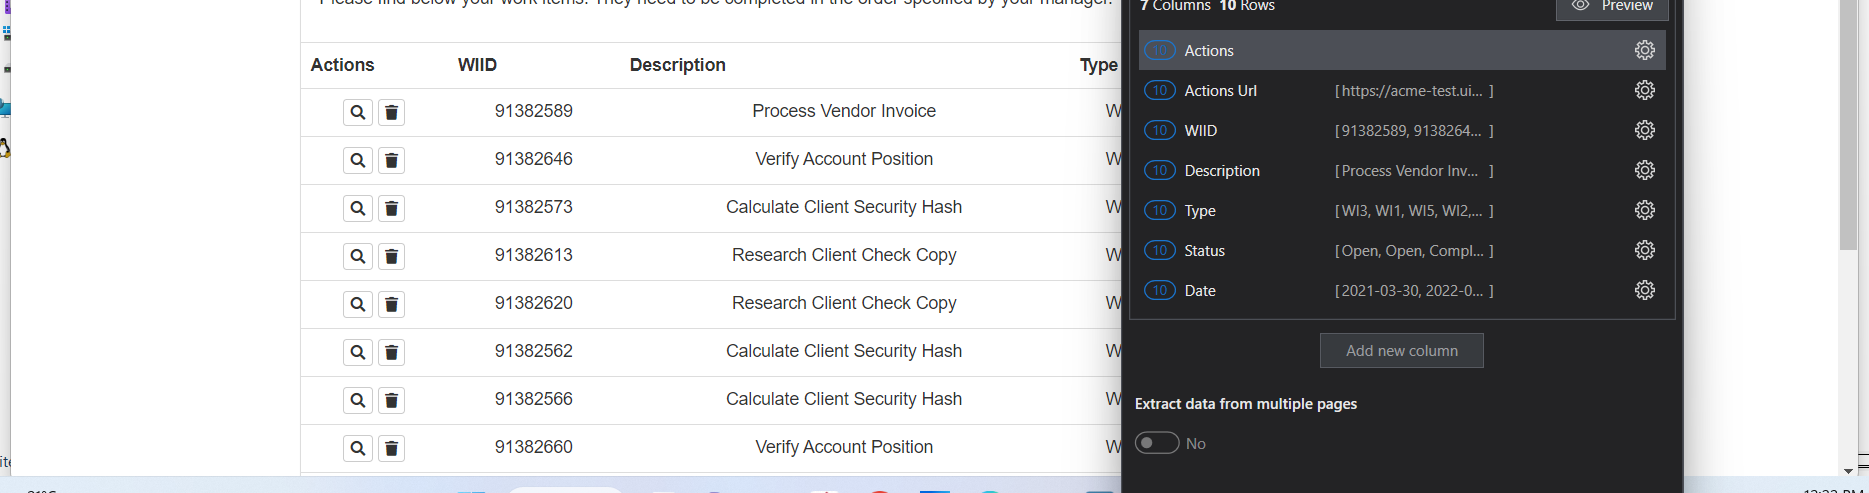 Please find below your work items. They need to be completed in the order specified by your manager.
Actions WIID Description Type
91382589 Process Vendor Invoice W
91382646 Verify Account Position W
91382573 Calculate Client Security Hash W
91382613 Research Client Check Copy W
91382620 Research Client Check Copy W
91382562 Calculate Client Security Hash W
91382566 Calculate Client Security Hash W
91382660 Verify Account Position W
7 Columns 10 Rows
Preview
10 Actions
10 Actions Url [https://acme-test.ui... ]
10 WIID [91382589, 9138264... ]
10 Description [Process Vendor Inv... ]
10 Type [WI3, WI1, WI5, WI2,... ]
10 Status [Open, Open, Compl... ]
10 Date [2021-03-30, 2022-0... ]
Add new column
Extract data from multiple pages
No